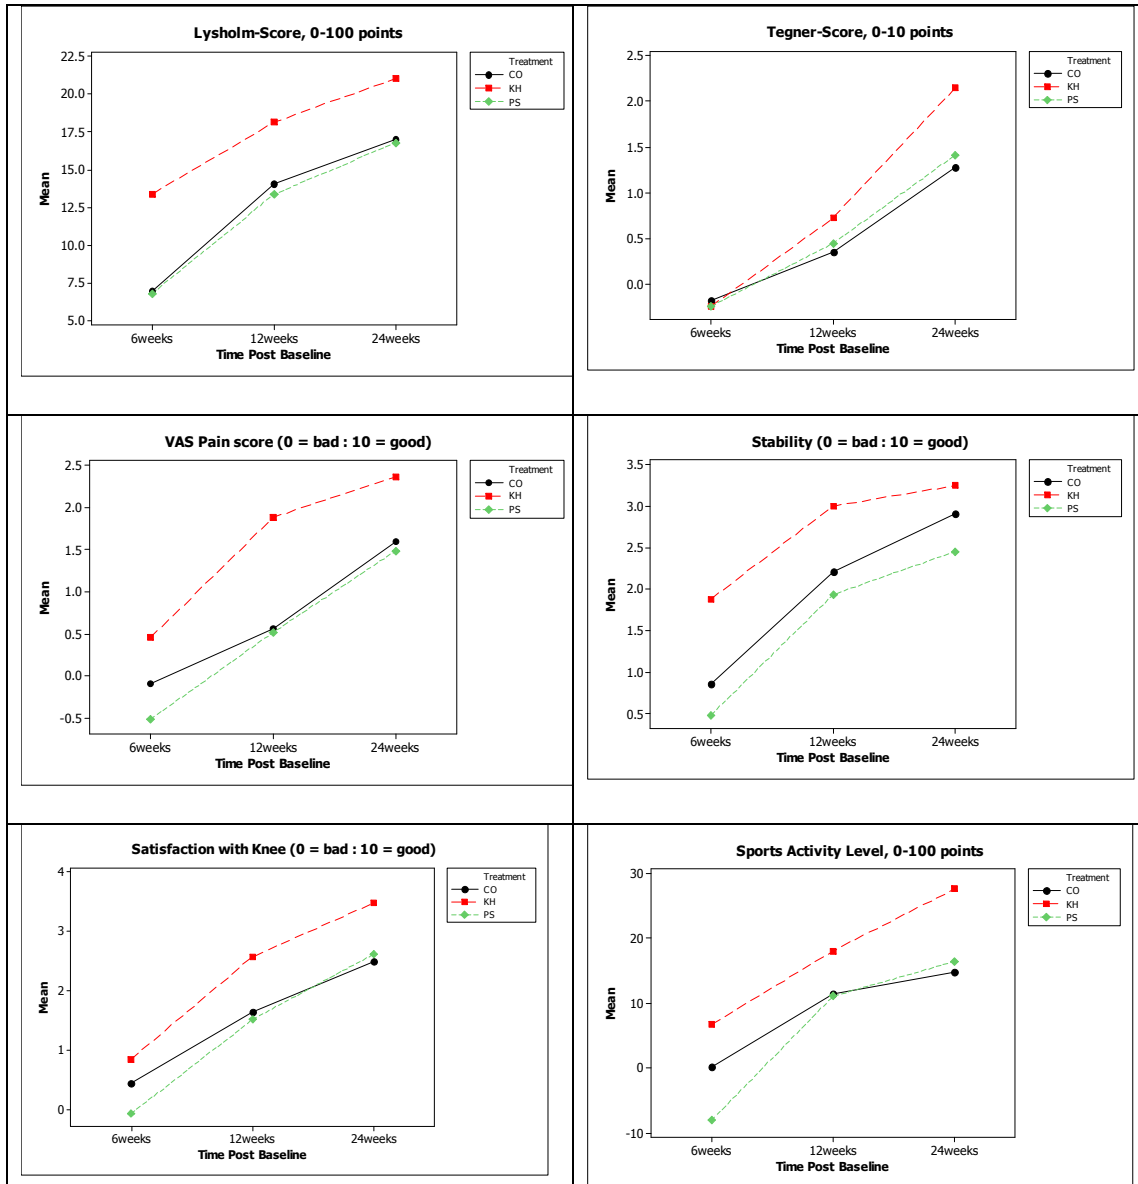 Lysholm-Score, 0-100 points
22.5
20.0
17.5
15.0
12.5
10.0
7.5
5.0
Mean
6weeks 12weeks 24weeks
Time Post Baseline
Treatment
CO
KH
PS
Tegner-Score, 0-10 points
2.5
2.0
1.5
1.0
0.5
0.0
Mean
6weeks 12weeks 24weeks
Time Post Baseline
Treatment
CO
KH
PS
VAS Pain score (0 = bad : 10 = good)
2.5
2.0
1.5
1.0
0.5
0.0
-0.5
Mean
6weeks 12weeks 24weeks
Time Post Baseline
Treatment
CO
KH
PS
Stability (0 = bad : 10 = good)
3.5
3.0
2.5
2.0
1.5
1.0
0.5
Mean
6weeks 12weeks 24weeks
Time Post Baseline
Treatment
CO
KH
PS
Satisfaction with Knee (0 = bad : 10 = good)
4
3
2
1
0
Mean
6weeks 12weeks 24weeks
Time Post Baseline
Treatment
CO
KH
PS
Sports Activity Level, 0-100 points
30
20
10
0
-10
Mean
6weeks 12weeks 24weeks
Time Post Baseline
Treatment
CO
KH
PS